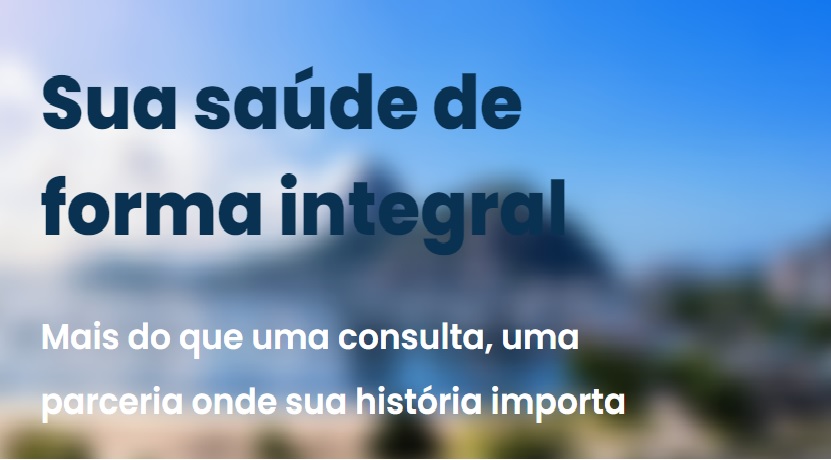 Sua saúde de
forma integral
Mais do que uma consulta, uma
parceria onde sua história importa